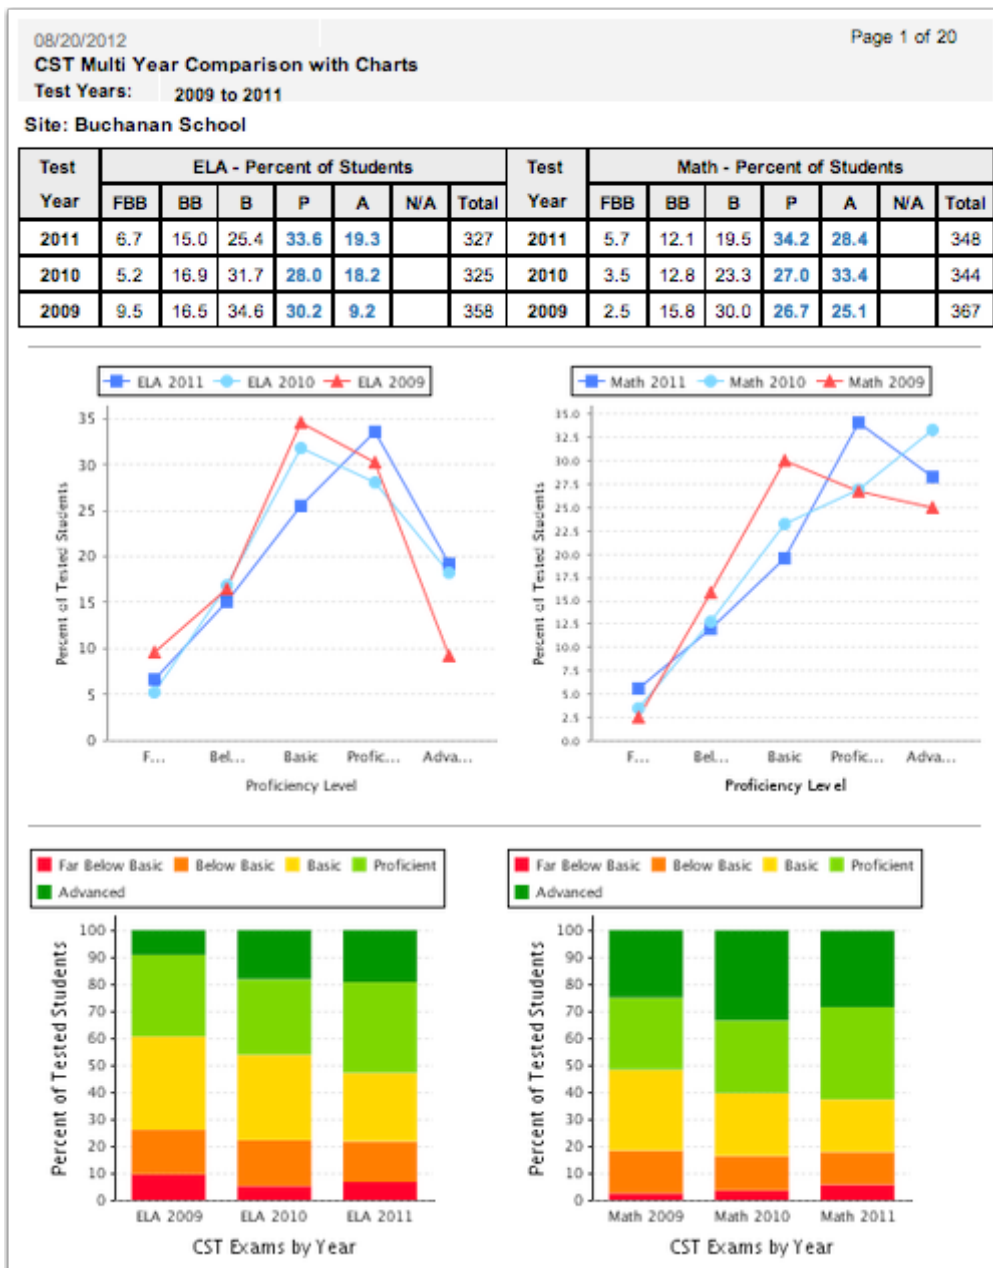 08/20/2012 Page 1 of 20
CST Multi Year Comparison with Charts
Test Years: 2009 to 2011
Site: Buchanan School
Test ELA - Percent of Students Test Math - Percent of Students
Year FBB BB B P A N/A Total Year FBB BB B P A N/A Total
2011 6.7 15.0 25.4 33.6 19.3 327 2011 5.7 12.1 19.5 34.2 28.4 348
2010 5.2 16.9 31.7 28.0 18.2 325 2010 3.5 12.8 23.3 27.0 33.4 344
2009 9.5 16.5 34.6 30.2 9.2 358 2009 2.5 15.8 30.0 26.7 25.1 367
ELA 2011 ELA 2010 ELA 2009
Percent of Tested Students
35
30
25
20
15
10
5
0
F... Bel... Basic Profic... Adva...
Proficiency Level
Math 2011 Math 2010 Math 2009
Percent of Tested Students
35.0
32.5
30.0
27.5
25.0
22.5
20.0
17.5
15.0
12.5
10.0
7.5
5.0
2.5
0.0
F... Bel... Basic Profic... Adva...
Proficiency Level
Far Below Basic Below Basic Basic Proficient
Advanced
Percent of Tested Students
100
90
80
70
60
50
40
30
20
10
0
ELA 2009 ELA 2010 ELA 2011
CST Exams by Year
Far Below Basic Below Basic Basic Proficient
Advanced
Percent of Tested Students
100
90
80
70
60
50
40
30
20
10
0
Math 2009 Math 2010 Math 2011
CST Exams by Year